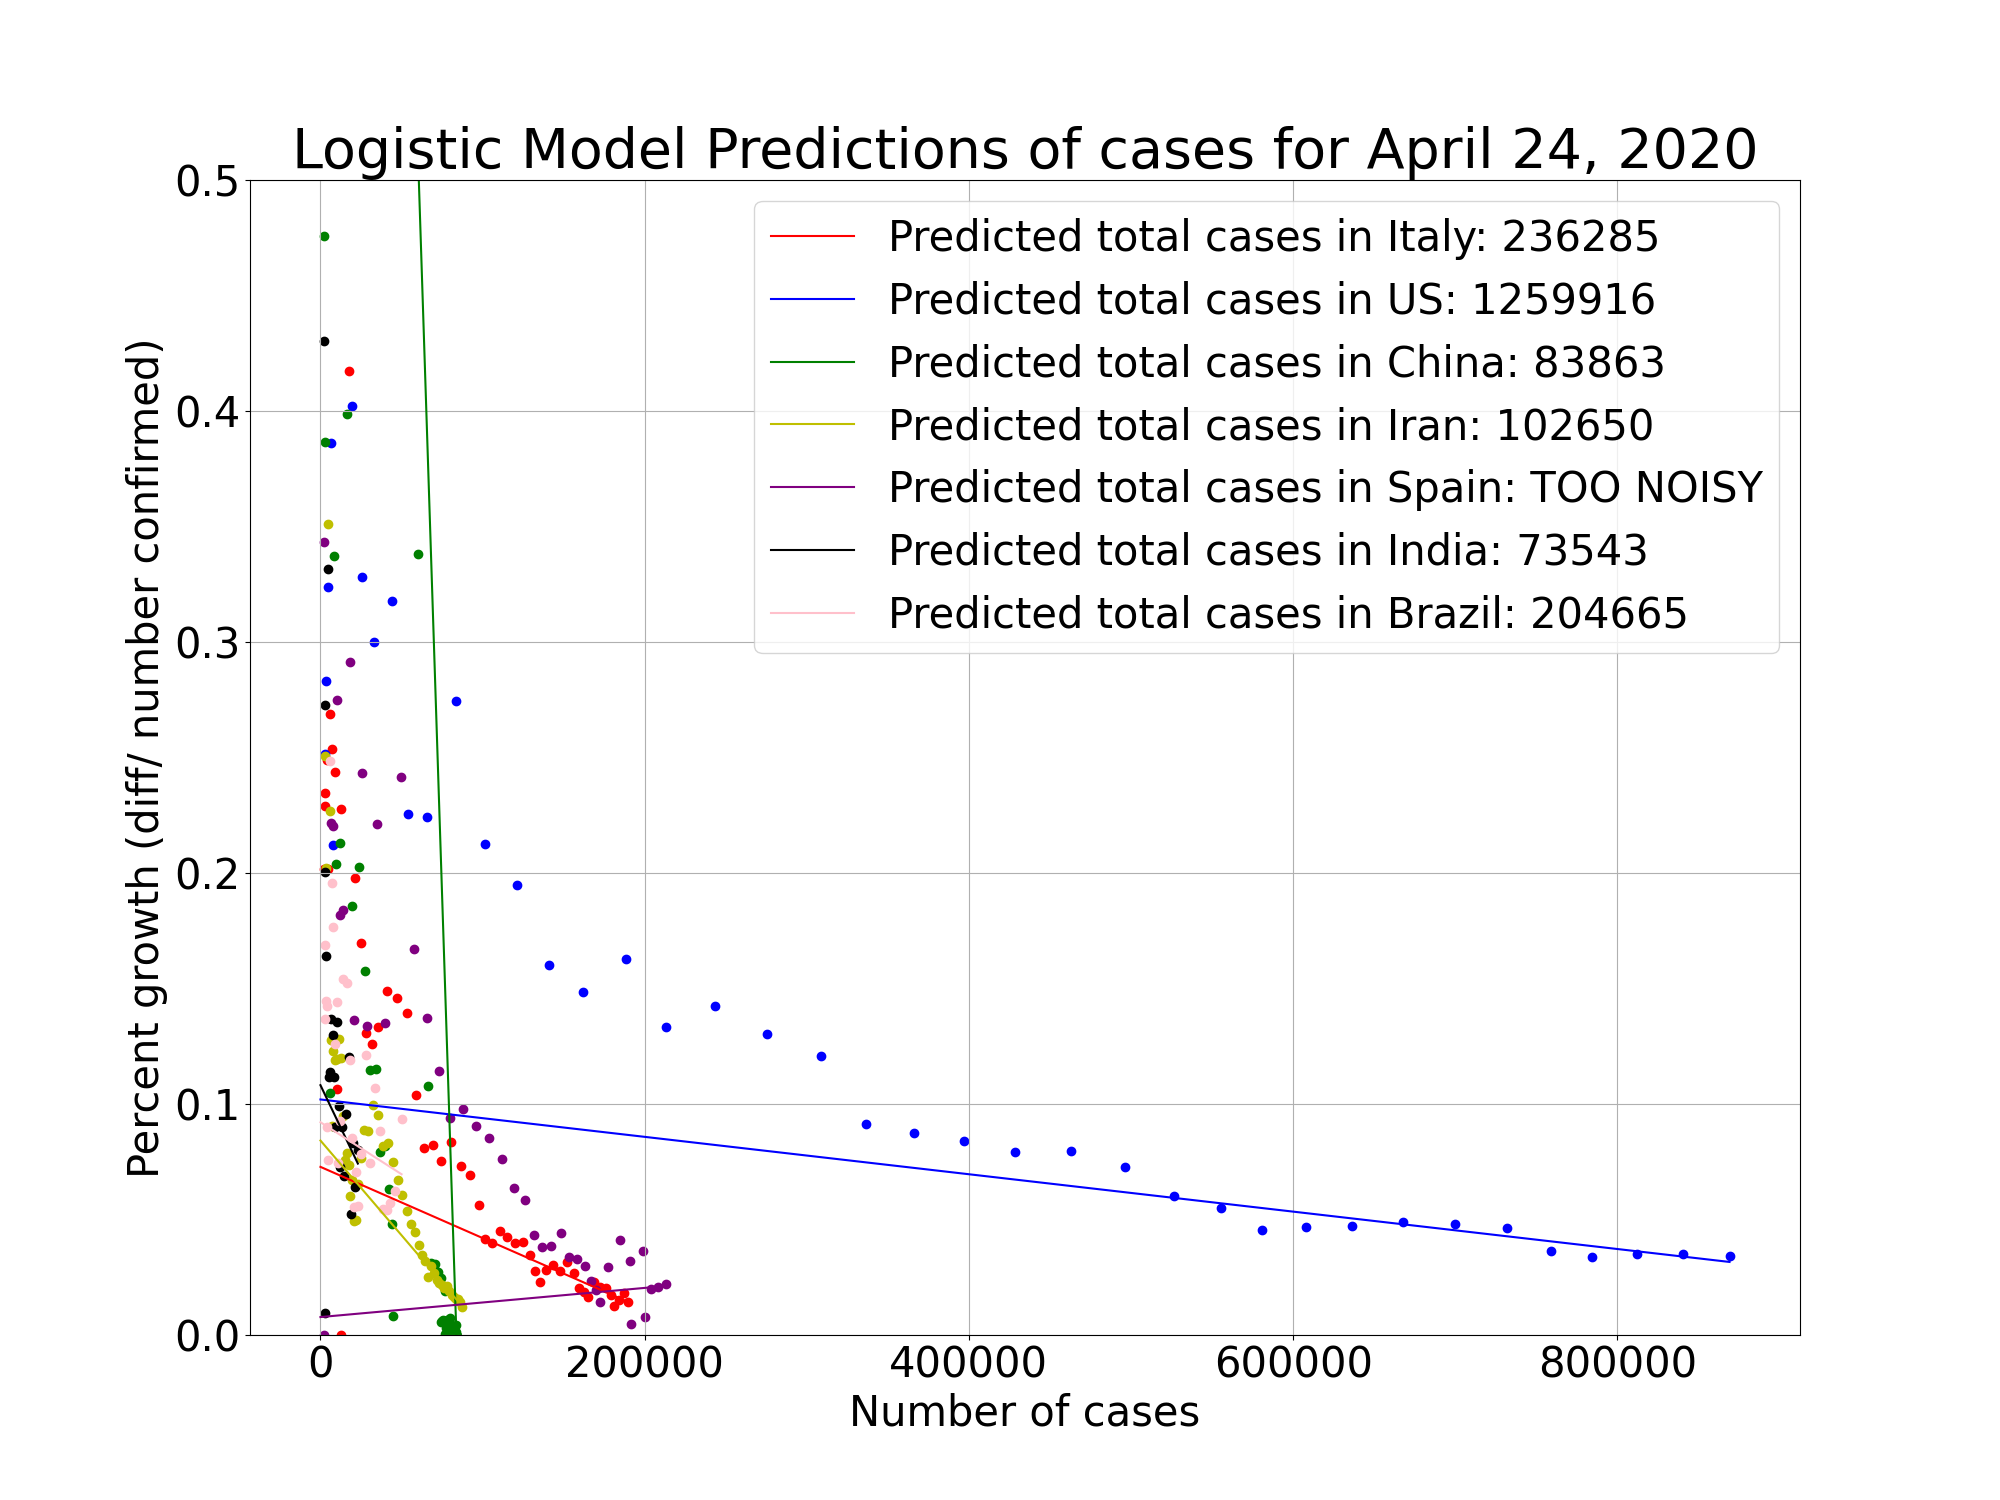 Logistic Model Predictions of cases for April 24, 2020
Percent growth (diff/ number confirmed)
0.5
0.4
0.3
0.2
0.1
0.0
Predicted total cases in Italy: 236285
Predicted total cases in US: 1259916
Predicted total cases in China: 83863
Predicted total cases in Iran: 102650
Predicted total cases in Spain: TOO NOISY
Predicted total cases in India: 73543
Predicted total cases in Brazil: 204665
0 200000 400000 600000 800000
Number of cases